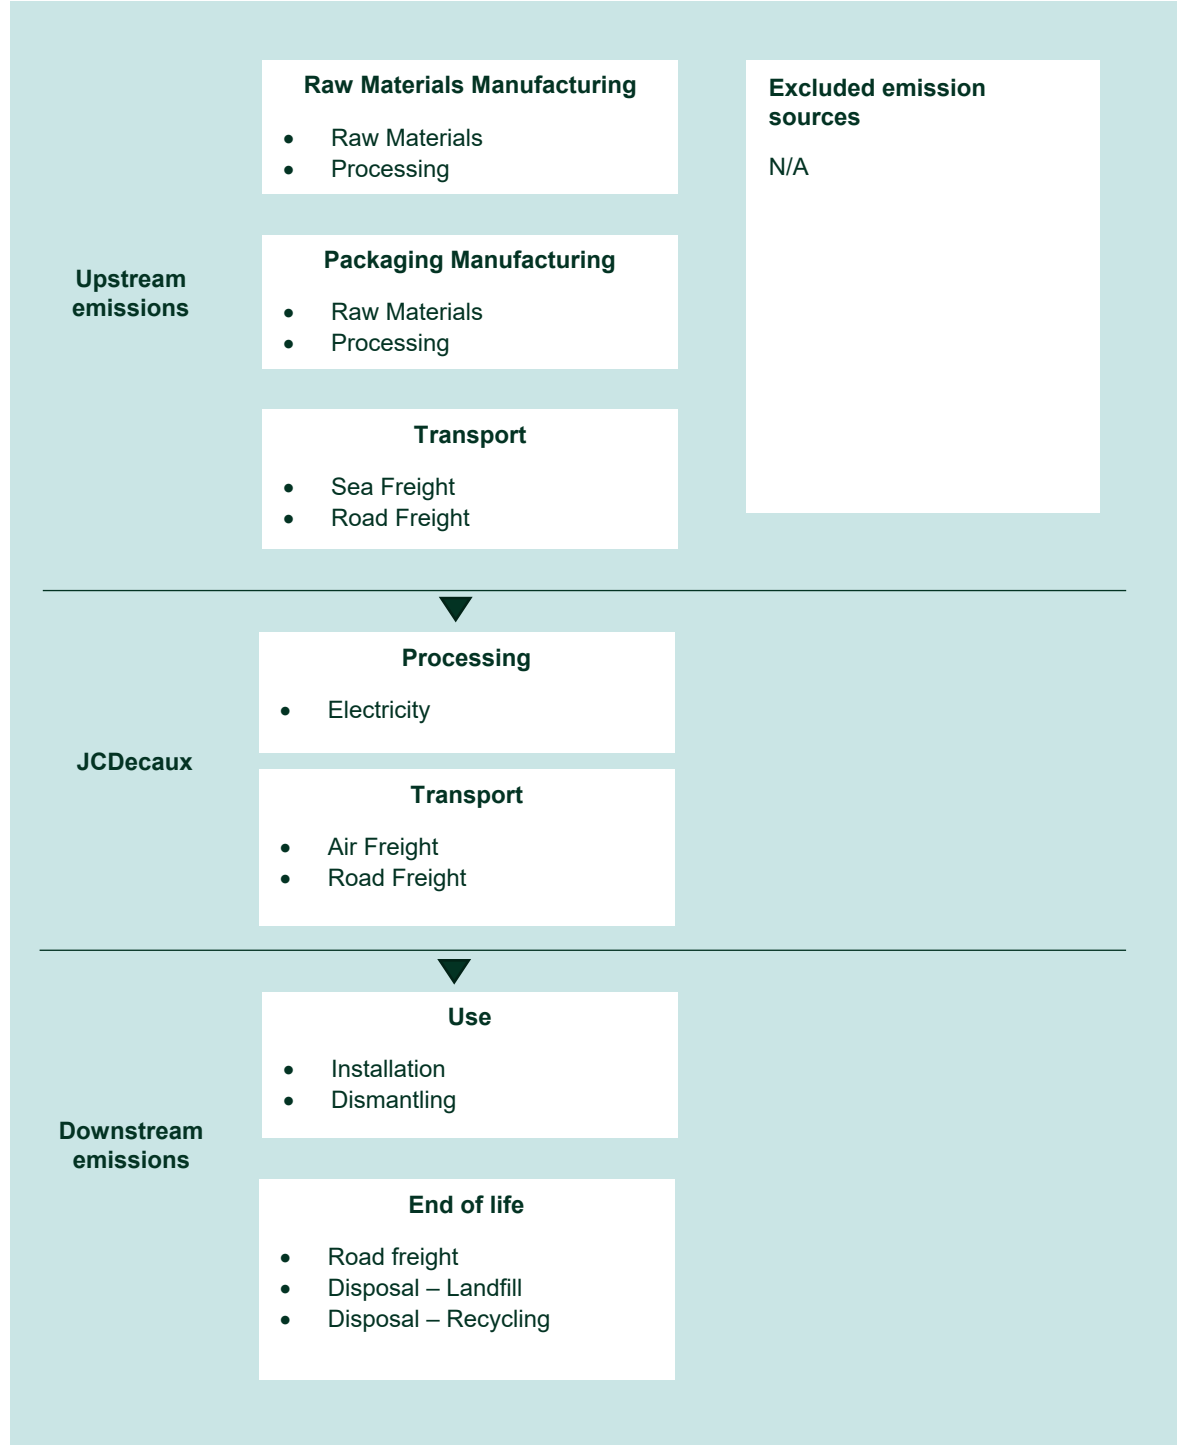 Raw Materials Manufacturing
• Raw Materials
• Processing
Excluded emission
sources
N/A
Upstream
emissions
Packaging Manufacturing
• Raw Materials
• Processing
Transport
• Sea Freight
• Road Freight
JCDecaux
Processing
• Electricity
Transport
• Air Freight
• Road Freight
Downstream
emissions
Use
• Installation
• Dismantling
End of life
• Road freight
• Disposal – Landfill
• Disposal – Recycling